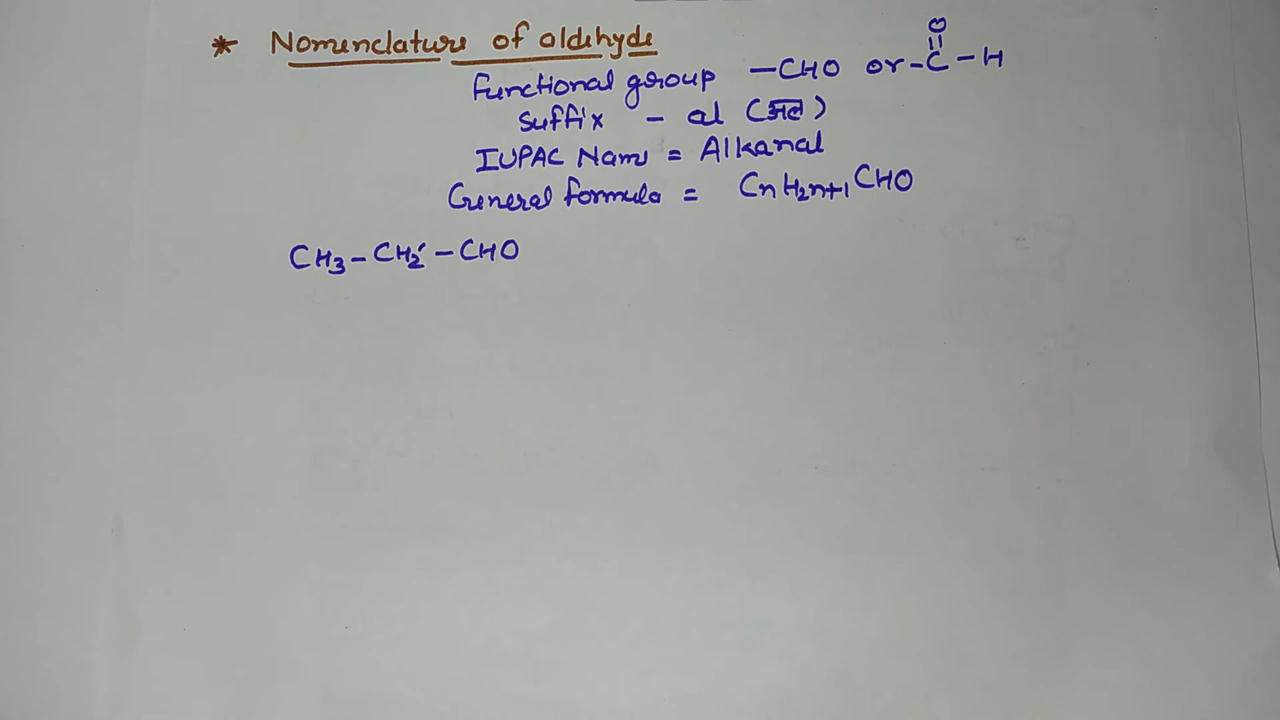 * Nomenclature of aldehyde
Functional group —CHO or -C-H
O
||
Suffix - al (अल)
IUPAC Name = Alkanal
General formula = CnH2n+1CHO
CH3-CH2-CHO